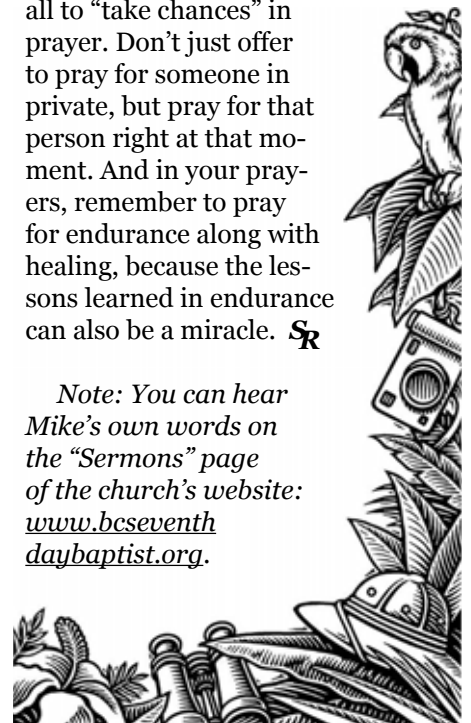 all to “take chances” in
prayer. Don’t just offer
to pray for someone in
private, but pray for that
person right at that mo-
ment. And in your pray-
ers, remember to pray
for endurance along with
healing, because the les-
sons learned in endurance
can also be a miracle. SR
Note: You can hear
Mike’s own words on
the “Sermons” page
of the church’s website:
www.bcseventh
daybaptist.org.